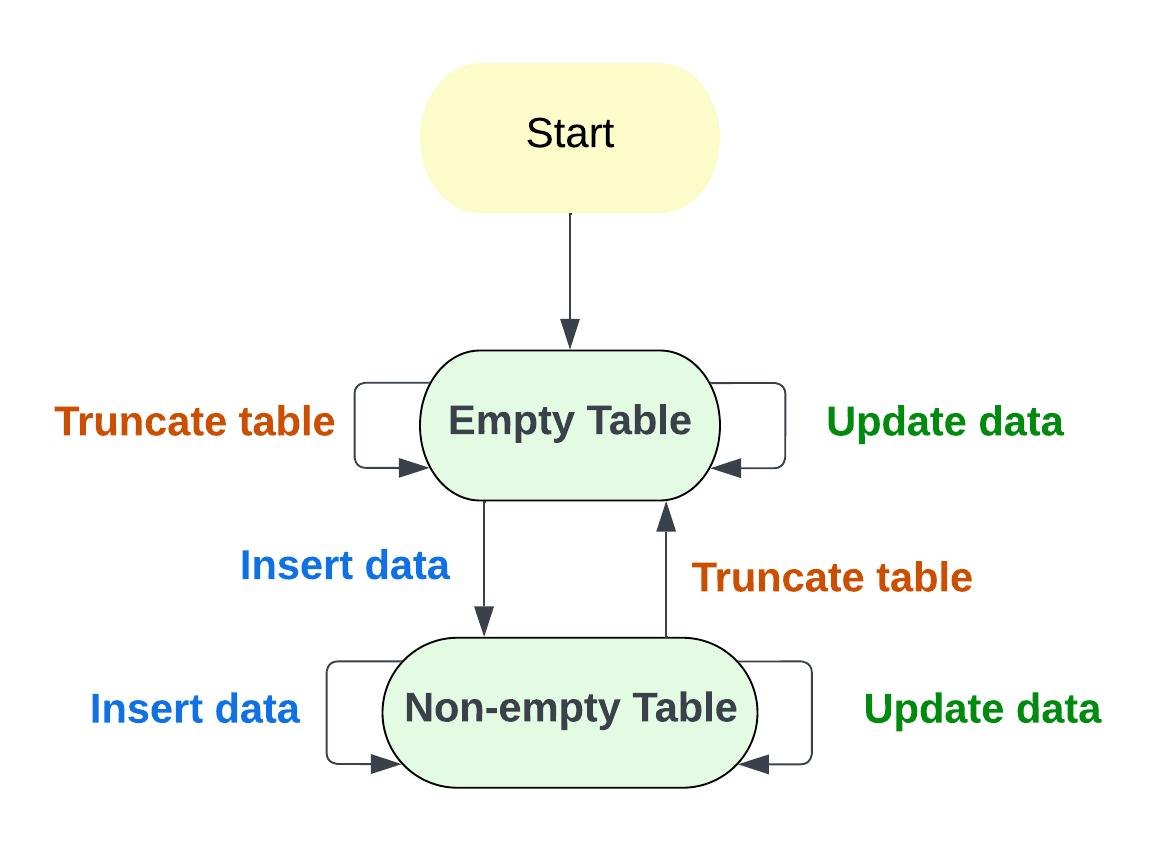 Start
Truncate table
Empty Table
Update data
Insert data
Truncate table
Insert data
Non-empty Table
Update data